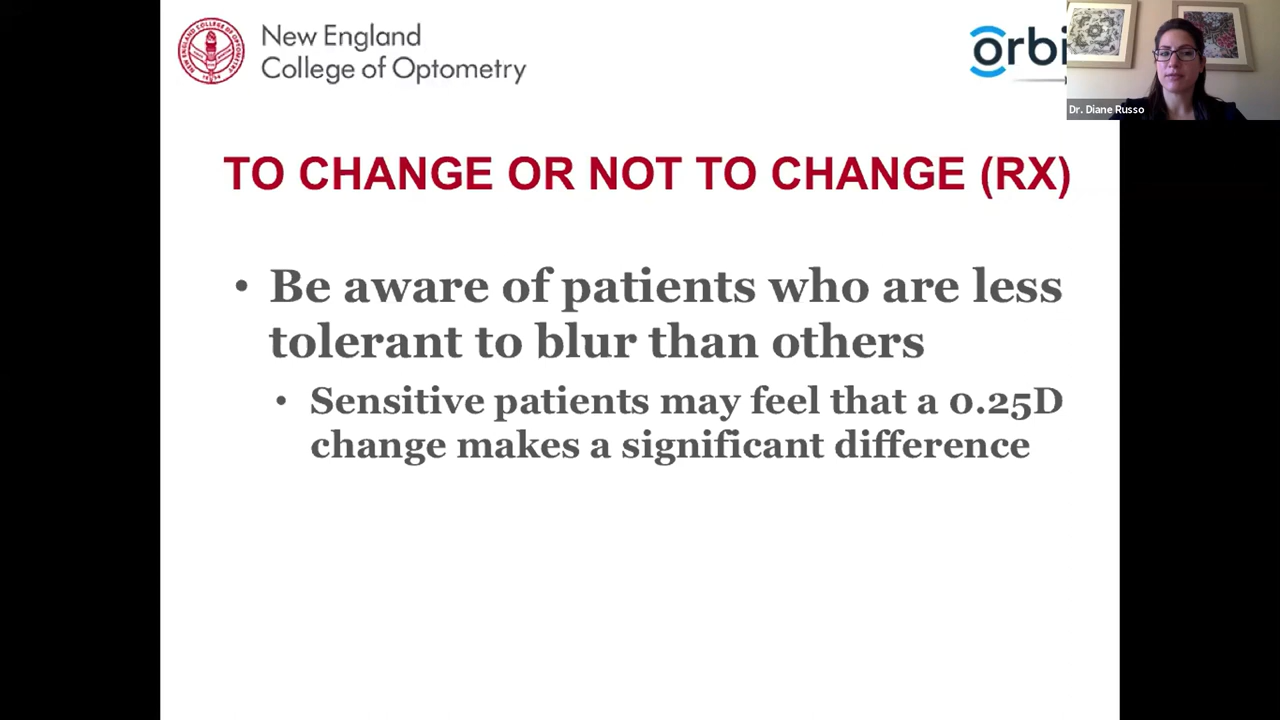 New England
College of Optometry
orbi
Dr. Diane Russo
TO CHANGE OR NOT TO CHANGE (RX)
• Be aware of patients who are less
tolerant to blur than others
• Sensitive patients may feel that a 0.25D
change makes a significant difference